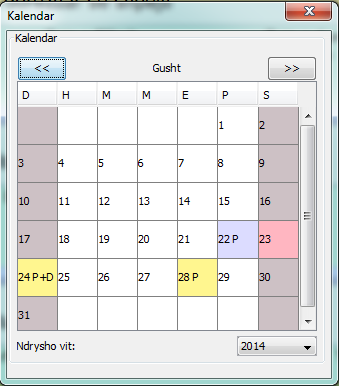 Kalendar
Kalendar
<< Gusht >>
D H M M E P S
1 2
3 4 5 6 7 8 9
10 11 12 13 14 15 16
17 18 19 20 21 22 P 23
24 P+D 25 26 27 28 P 29 30
31
Ndrysho vit: 2014